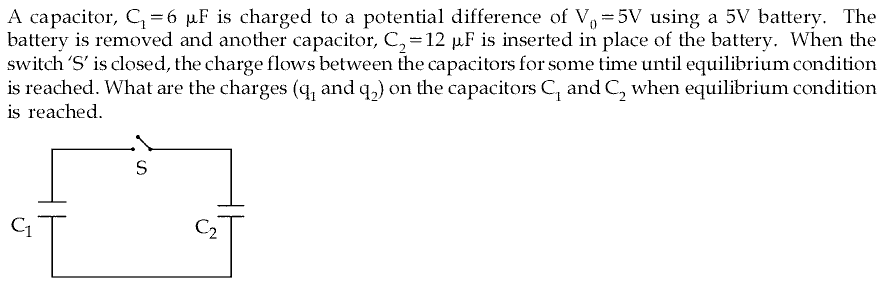 A capacitor, C₁=6 μF is charged to a potential difference of V₀=5V using a 5V battery. The
battery is removed and another capacitor, C₂=12 μF is inserted in place of the battery. When the
switch 'S' is closed, the charge flows between the capacitors for some time until equilibrium condition
is reached. What are the charges (q₁ and q₂) on the capacitors C₁ and C₂ when equilibrium condition
is reached.
S
C₁
C₂